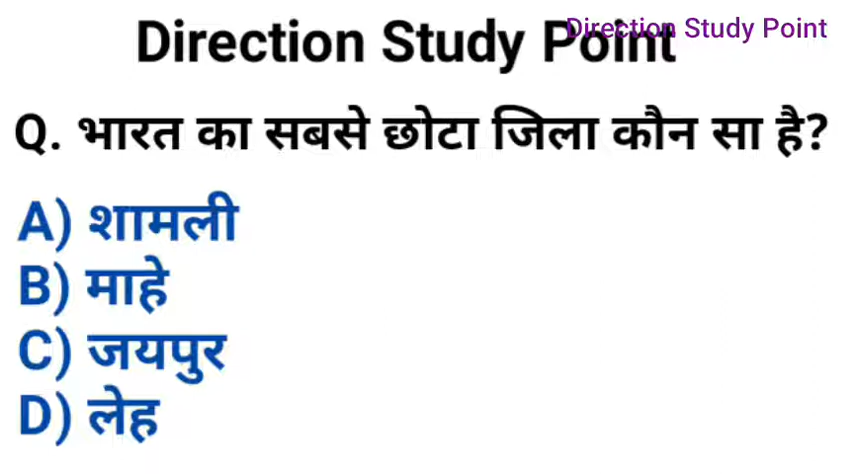 Direction Study Point
Direction Study Point
Q. भारत का सबसे छोटा जिला कौन सा है?
A) शामली
B) माहे
C) जयपुर
D) लेह